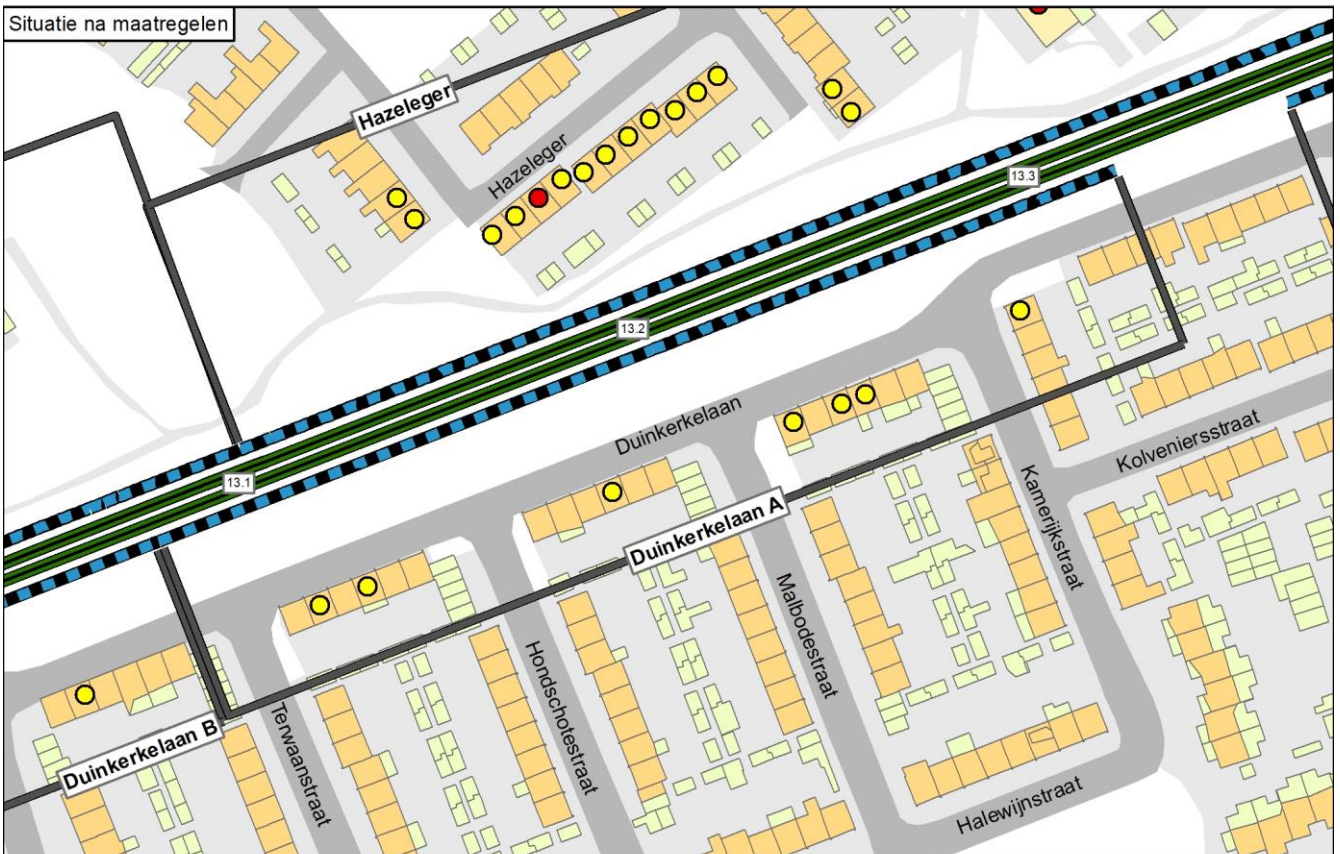 Situatie na maatregelen
Hazeleger
Hazeleger
13.3
13.2
Duinkerkelaan
Kolveniersstraat
13.1
Duinkerkelaan A
Kamerijkstraat
Malbodestraat
Hondschotestraat
Terwaanstraat
Duinkerkelaan B
Halewijnstraat